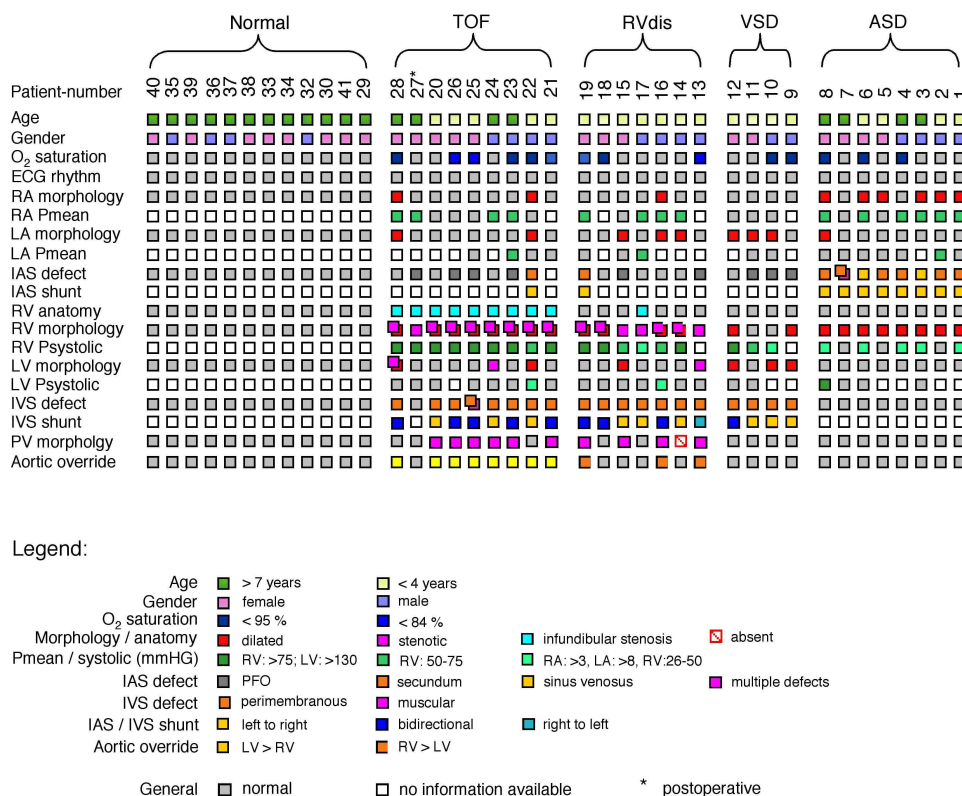 Normal TOF RVdis VSD ASD
Patient-number 40 35 39 36 37 38 33 34 32 30 41 29 28 27* 20 26 25 24 23 22 21 19 18 15 17 16 14 13 12 11 10 9 8 7 6 5 4 3 2 1
Age
Gender
O2 saturation
ECG rhythm
RA morphology
RA Pmean
LA morphology
LA Pmean
IAS defect
IAS shunt
RV anatomy
RV morphology
RV Psystolic
LV morphology
LV Psystolic
IVS defect
IVS shunt
PV morpholgy
Aortic override
Legend:
Age > 7 years < 4 years
Gender female male
O2 saturation < 95 % < 84 %
Morphology / anatomy dilated stenotic infundibular stenosis absent
Pmean / systolic (mmHG) RV: >75; LV: >130 RV: 50-75 RA: >3, LA: >8, RV:26-50
IAS defect PFO secundum sinus venosus multiple defects
IVS defect perimembranous muscular
IAS / IVS shunt left to right bidirectional right to left
Aortic override LV > RV RV > LV
General normal no information available * postoperative